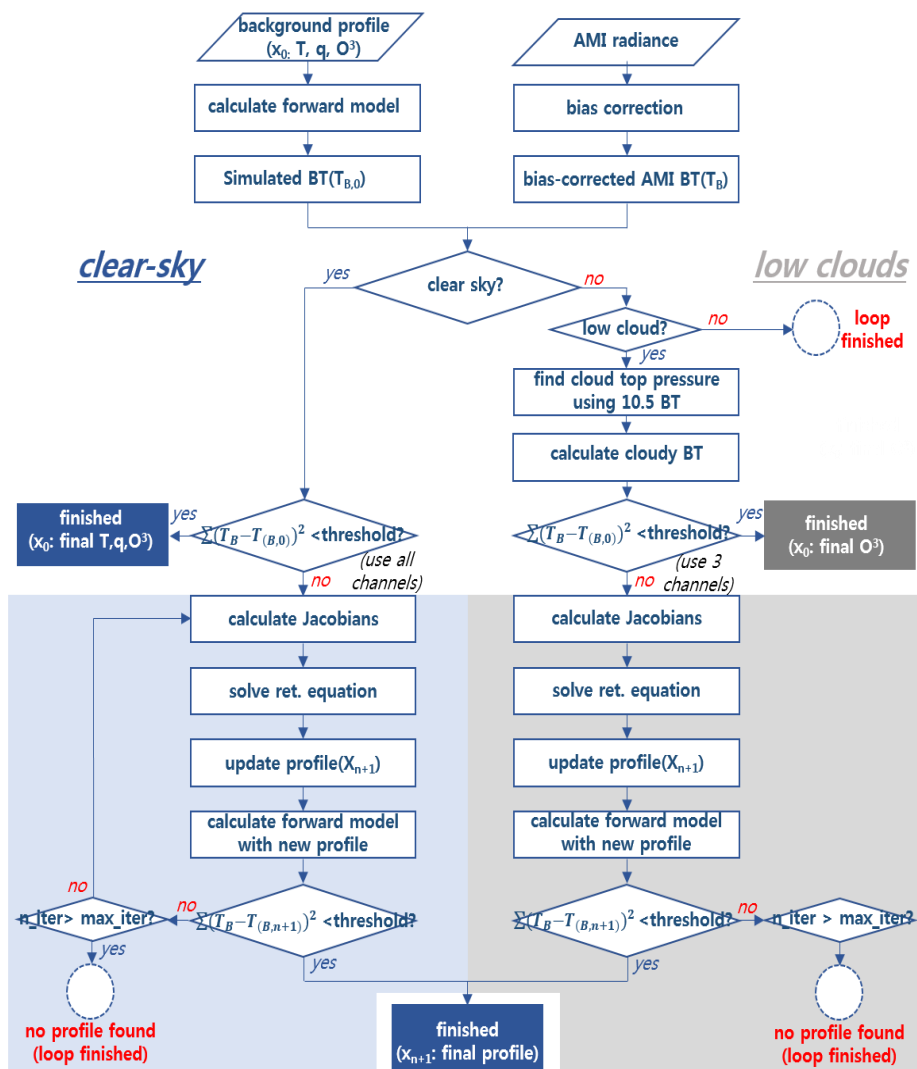 background profile
(x0: T, q, O³)
AMI radiance
calculate forward model
bias correction
Simulated BT(TB,0)
bias-corrected AMI BT(TB)
clear-sky
low clouds
yes
clear sky?
no
low cloud?
no
loop
finished
yes
find cloud top pressure
using 10.5 BT
calculate cloudy BT
finished
(x0: final T,q,O³)
yes
∑(TB−T(B,0))² <threshold?
(use all
channels)
no
∑(TB−T(B,0))² <threshold?
(use 3
channels)
no
yes
finished
(x0: final O³)
calculate Jacobians
solve ret. equation
update profile(Xn+1)
calculate forward model
with new profile
calculate Jacobians
solve ret. equation
update profile(Xn+1)
calculate forward model
with new profile
no
n_iter> max_iter?
no
∑(TB−T(B,n+1))² <threshold?
∑(TB−T(B,n+1))² <threshold?
no
n_iter > max_iter?
yes
yes
yes
yes
no profile found
(loop finished)
finished
(xn+1: final profile)
no profile found
(loop finished)